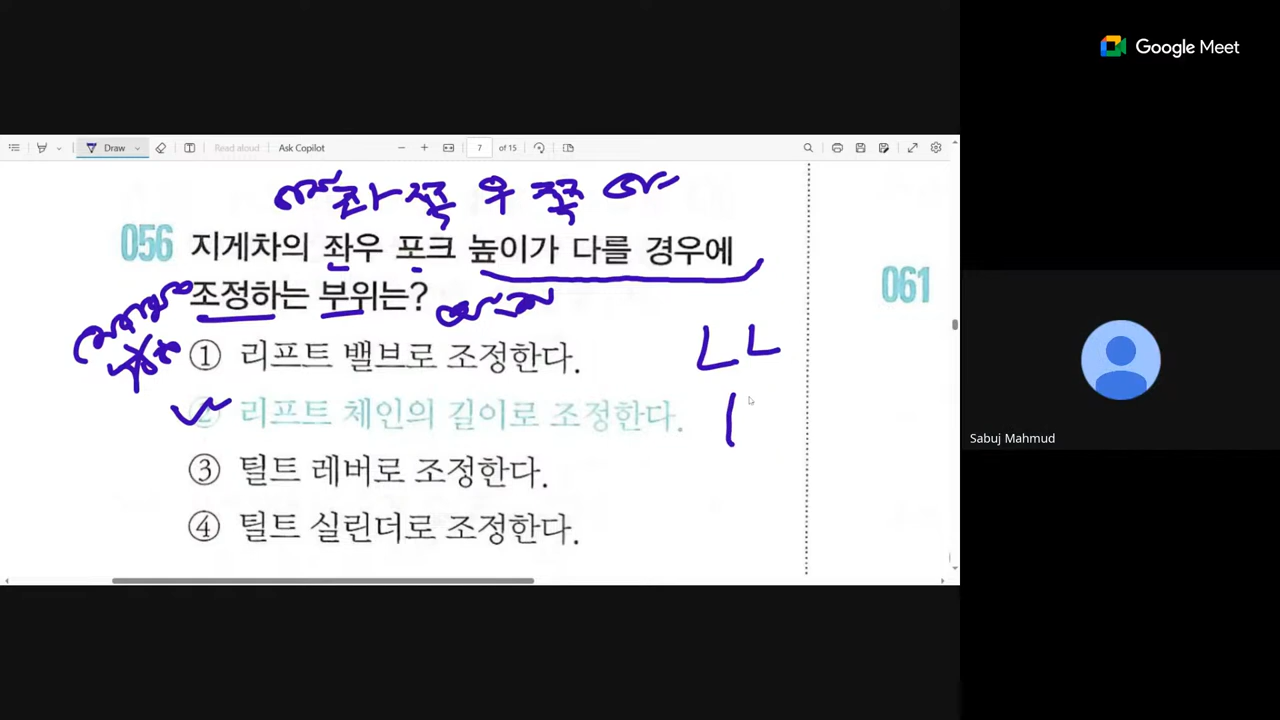 Google Meet
Draw
Read aloud
Ask Copilot
7
of 15
좌 쪽 우 쪽
056 지게차의 좌우 포크 높이가 다를 경우에
조정하는 부위는?
① 리프트 밸브로 조정한다.
② 리프트 체인의 길이로 조정한다.
③ 틸트 레버로 조정한다.
④ 틸트 실린더로 조정한다.
061
Sabuj Mahmud